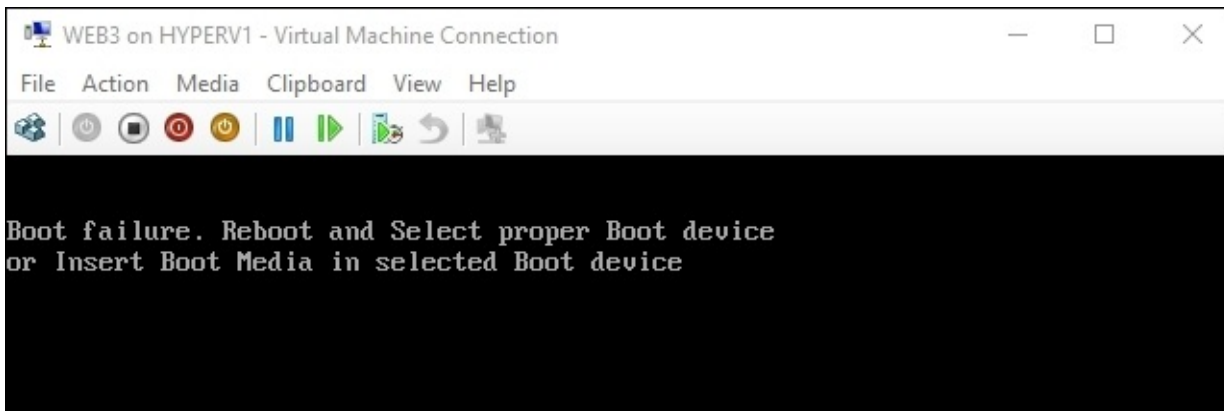 WEB3 on HYPERV1 - Virtual Machine Connection
File Action Media Clipboard View Help
Boot failure. Reboot and Select proper Boot device
or Insert Boot Media in selected Boot device